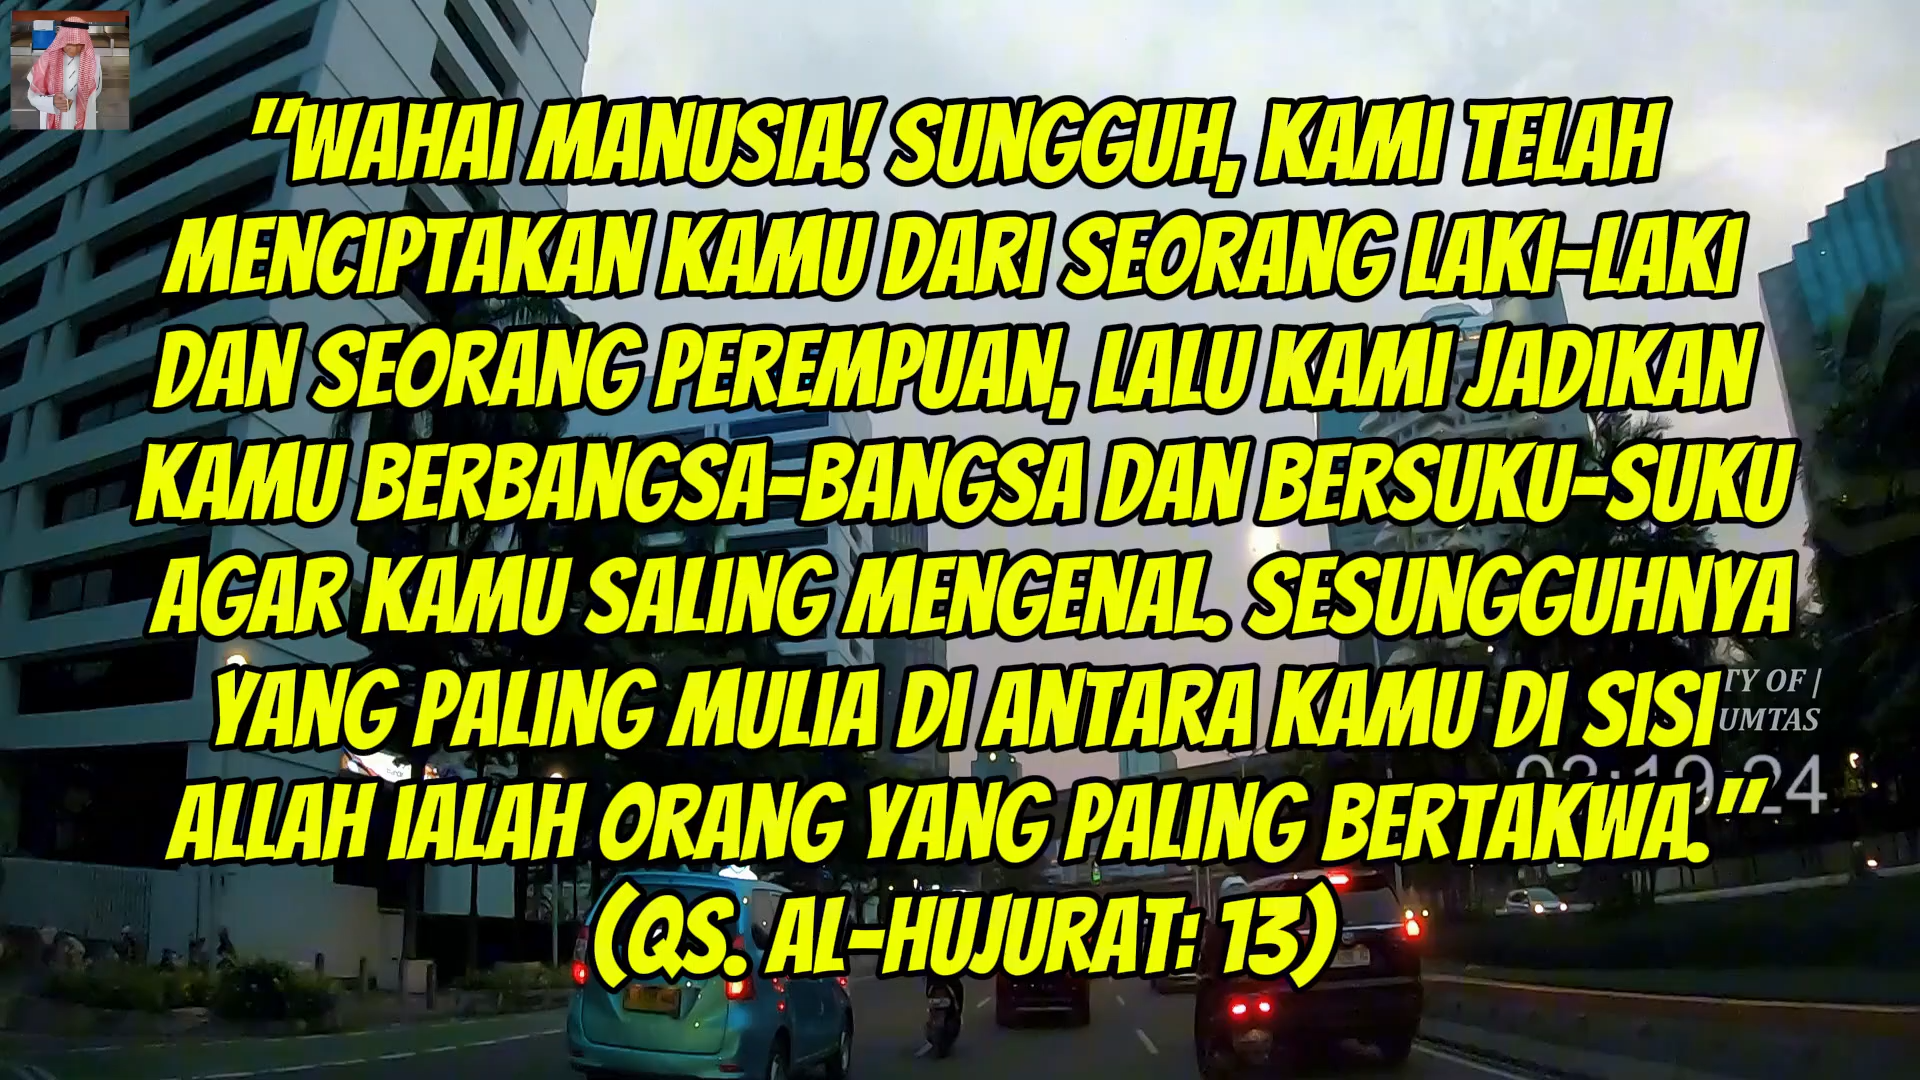 "WAHAI MANUSIA! SUNGGUH, KAMI TELAH
MENCIPTAKAN KAMU DARI SEORANG LAKI-LAKI
DAN SEORANG PEREMPUAN, LALU KAMI JADIKAN
KAMU BERBANGSA-BANGSA DAN BERSUKU-SUKU
AGAR KAMU SALING MENGENAL. SESUNGGUHNYA
YANG PALING MULIA DI ANTARA KAMU DI SISI
ALLAH IALAH ORANG YANG PALING BERTAKWA."
(QS. AL-HUJURAT: 13)
OF |